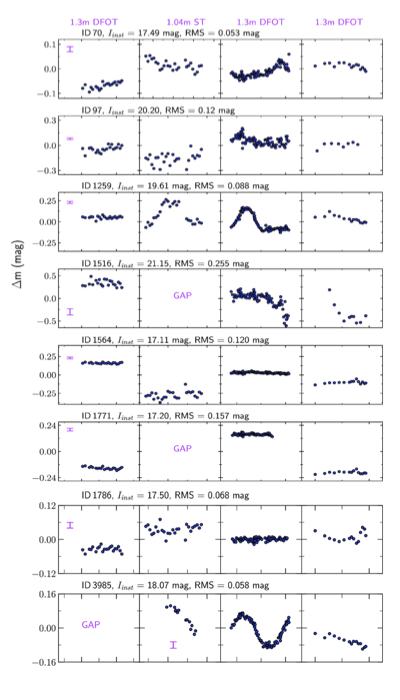 1.3m DFOT 1.04m ST 1.3m DFOT 1.3m DFOT
ID 70, I_inst = 17.49 mag, RMS = 0.053 mag
0.1
0.0
−0.1
ID 97, I_inst = 20.20, RMS = 0.12 mag
0.3
0.0
−0.3
ID 1259, I_inst = 19.61 mag, RMS = 0.088 mag
0.25
0.00
−0.25
Δm (mag)
ID 1516, I_inst = 21.15, RMS = 0.255 mag
0.5
0.0
−0.5
GAP
ID 1564, I_inst = 17.11 mag, RMS = 0.120 mag
0.25
0.00
−0.25
ID 1771, I_inst = 17.20, RMS = 0.157 mag
0.24
−0.24
GAP
ID 1786, I_inst = 17.50, RMS = 0.068 mag
0.12
0.00
−0.12
ID 3985, I_inst = 18.07 mag, RMS = 0.058 mag
0.16
0.00
−0.16
GAP